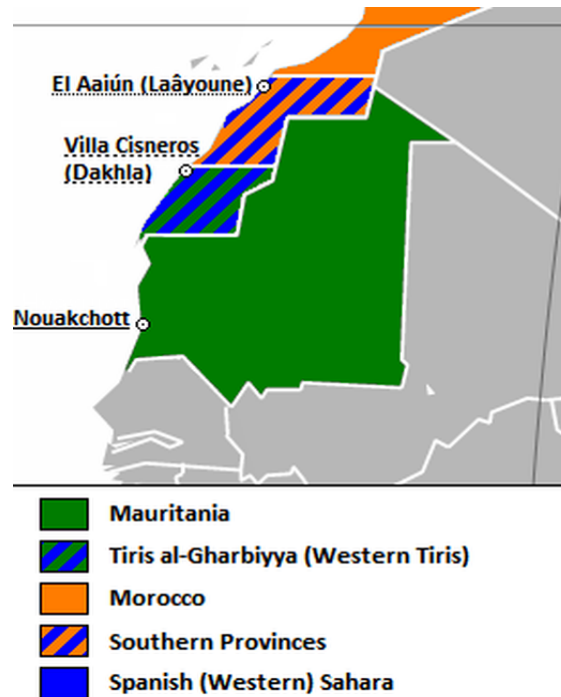 El Aaiún (Laâyoune)
Villa Cisneros
(Dakhla)
Nouakchott
Mauritania
Tiris al-Gharbiyya (Western Tiris)
Morocco
Southern Provinces
Spanish (Western) Sahara